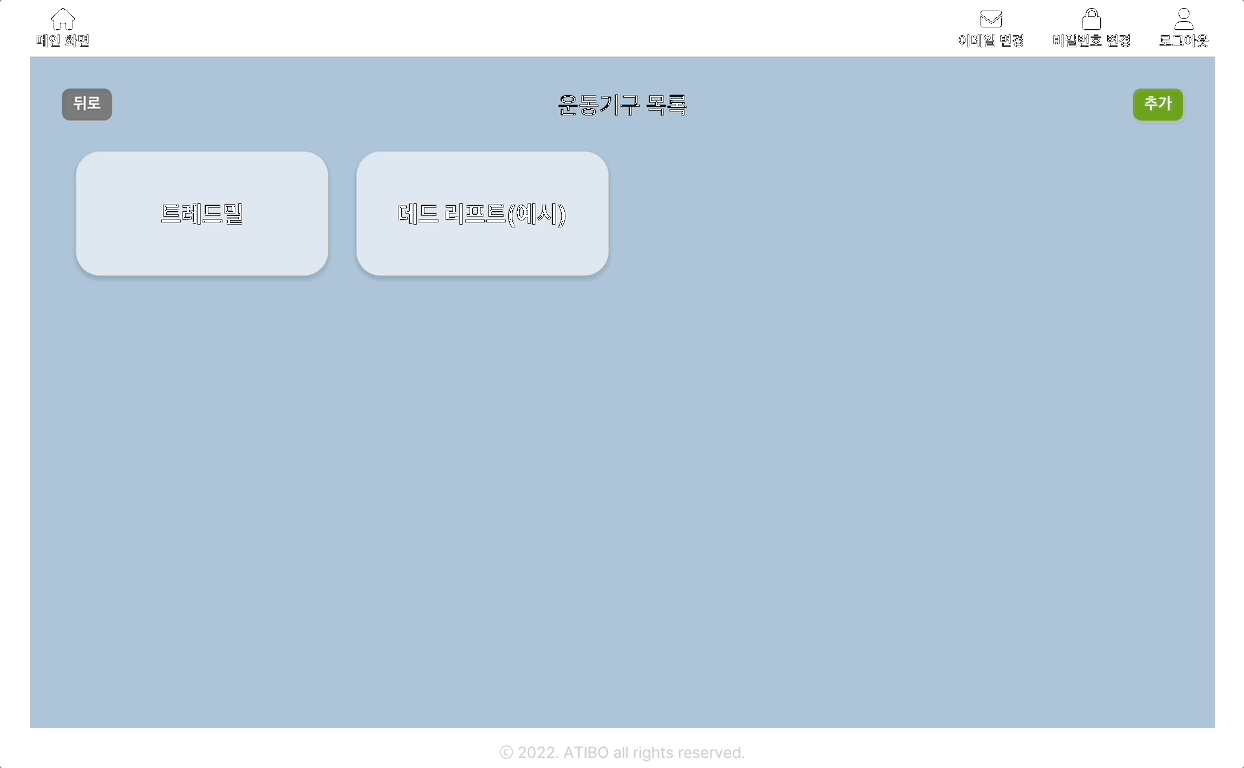 메인 화면
이메일 변경
비밀번호 변경
로그아웃
뒤로
운동기구 목록
추가
트레드밀
데드 리프트(예시)
ⓒ 2022. ATIBO all rights reserved.